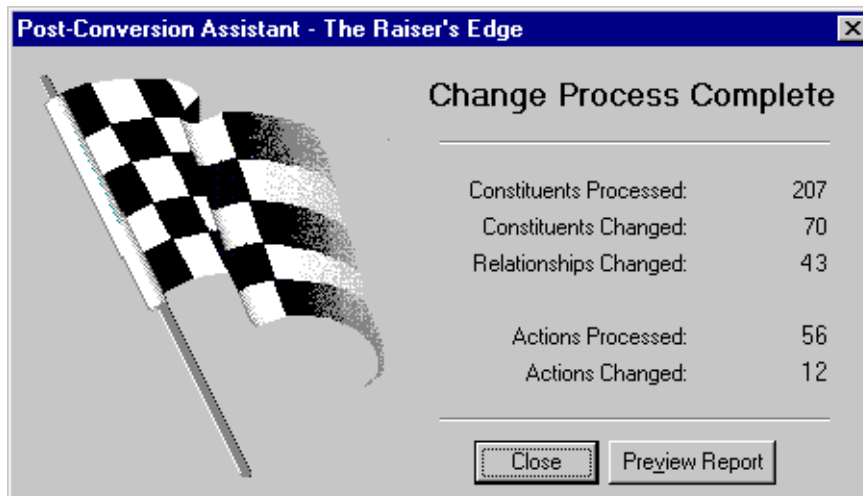 Post-Conversion Assistant - The Raiser's Edge
Change Process Complete
Constituents Processed: 207
Constituents Changed: 70
Relationships Changed: 43
Actions Processed: 56
Actions Changed: 12
Close Preview Report